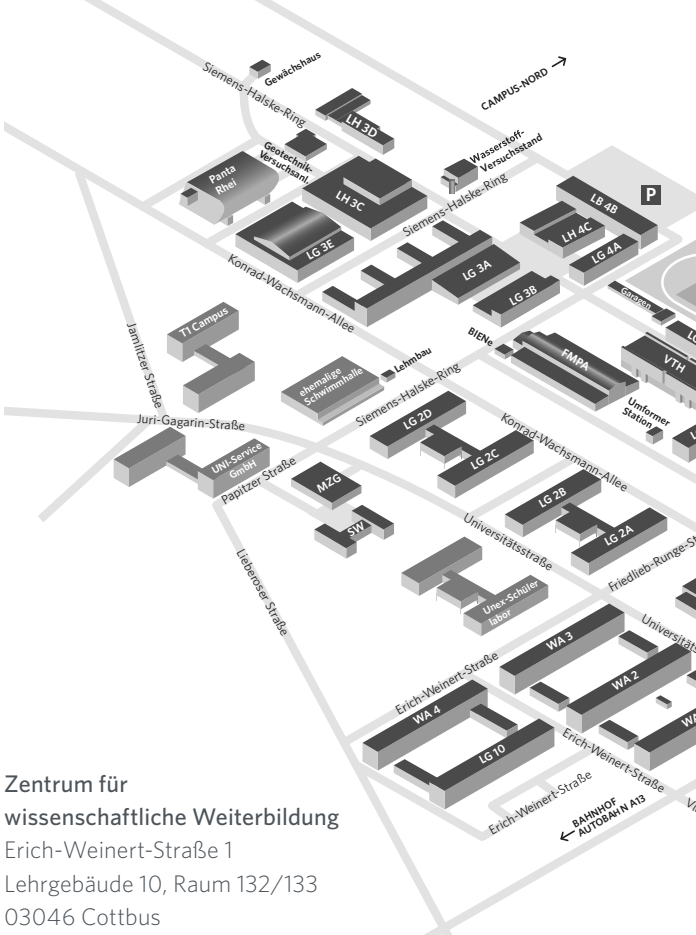 Gewächshaus
Siemens-Halske-Ring
CAMPUS-NORD
LH 3D
Geotechnik-
Versuchsanl.
Wasserstoff-
Versuchsstand
Panta
Rhei
LH 3C
P
LB 4B
Siemens-Halske-Ring
LH 4C
LG 3E
LG 4A
LG 3A
Konrad-Wachsmann-Allee
LG 3B
Garagen
T1 Campus
Jamlitzer Straße
BIENe
FMPA
VTH
Lehmbau
ehemalige
Schwimmhalle
Siemens-Halske-Ring
Umformer
Station
Juri-Gagarin-Straße
LG 2D
Konrad-Wachsmann-Allee
UNI-Service
GmbH
LG 2C
Papitzer Straße
MZG
LG 2B
SW
Universitätsstraße
LG 2A
Friedlieb-Runge-St
Lieberoser Straße
Unex-Schüler
labor
Universitäts
WA 3
Erich-Weinert-Straße
WA 2
WA 4
WA
LG 10
Erich-Weinert-Straße
Erich-Weinert-Straße
BAHNHOF
AUTOBAHN A13
Zentrum für
wissenschaftliche Weiterbildung
Erich-Weinert-Straße 1
Lehrgebäude 10, Raum 132/133
03046 Cottbus